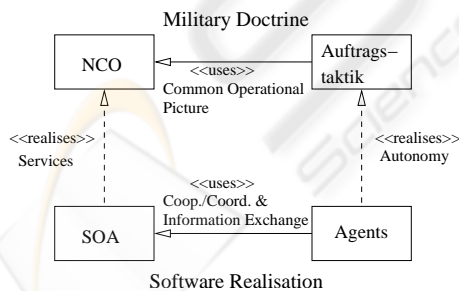 Military Doctrine
NCO
Auftrags–
taktik
<<uses>>
Common Operational
Picture
<<realises>>
Services
<<realises>>
Autonomy
<<uses>>
Coop./Coord. &
Information Exchange
SOA
Agents
Software Realisation